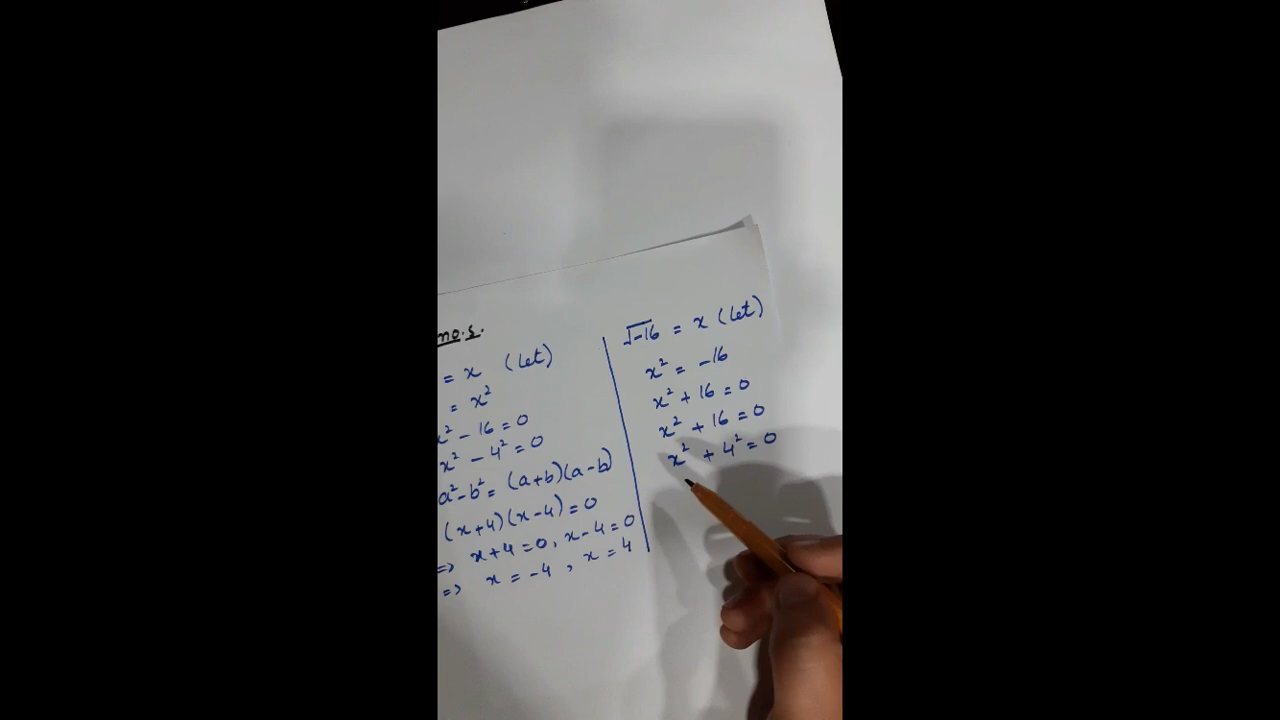 mo.s.
= x (let)
= x²
x² - 16 = 0
x² - 4² = 0
a² - b² = (a+b)(a-b)
(x+4)(x-4) = 0
=> x+4 = 0, x-4 = 0
=> x = -4, x = 4
√-16 = x (let)
x² = -16
x² + 16 = 0
x² + 16 = 0
x² + 4² = 0